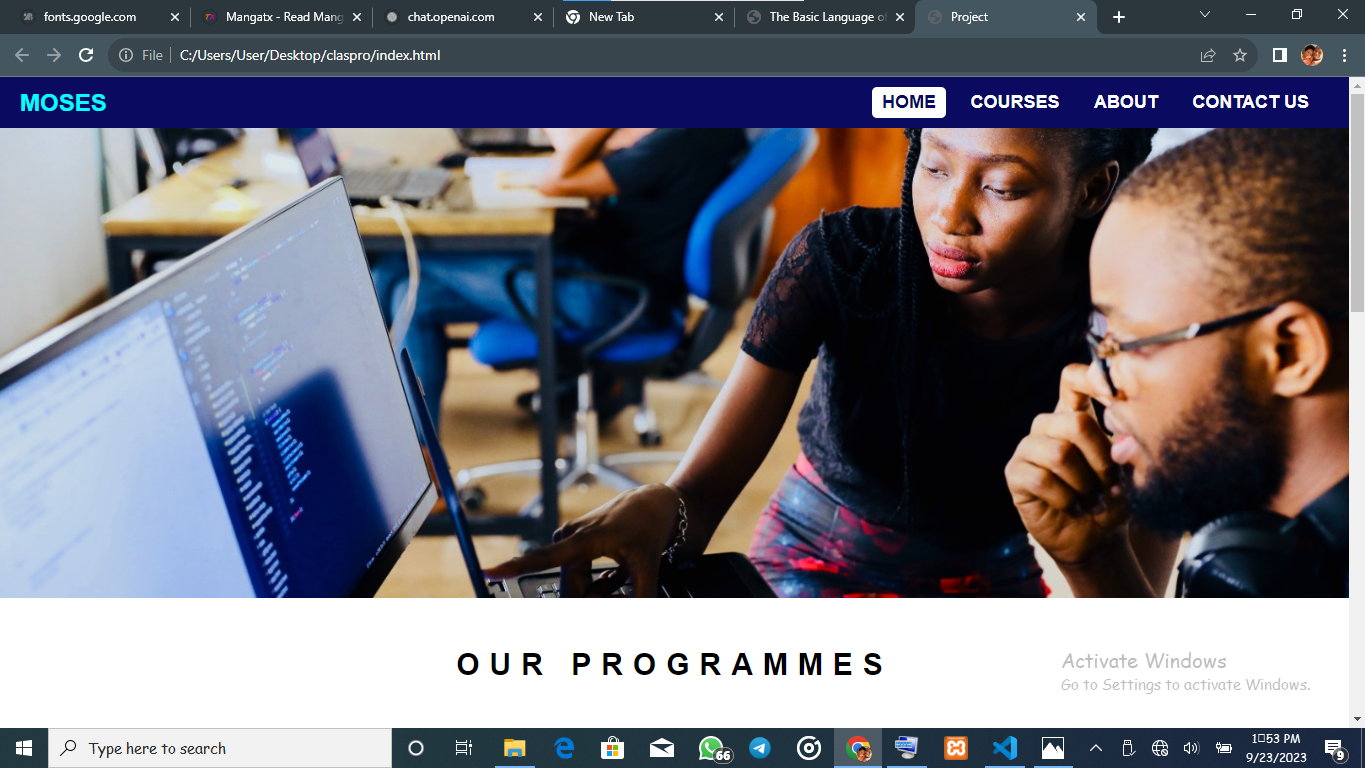 fonts.google.com
Mangatx - Read Mang
chat.openai.com
New Tab
The Basic Language of
Project
File
C:/Users/User/Desktop/claspro/index.html
MOSES
HOME
COURSES
ABOUT
CONTACT US
OUR PROGRAMMES
Activate Windows
Go to Settings to activate Windows.
Type here to search
66
1:53 PM
9/23/2023
9